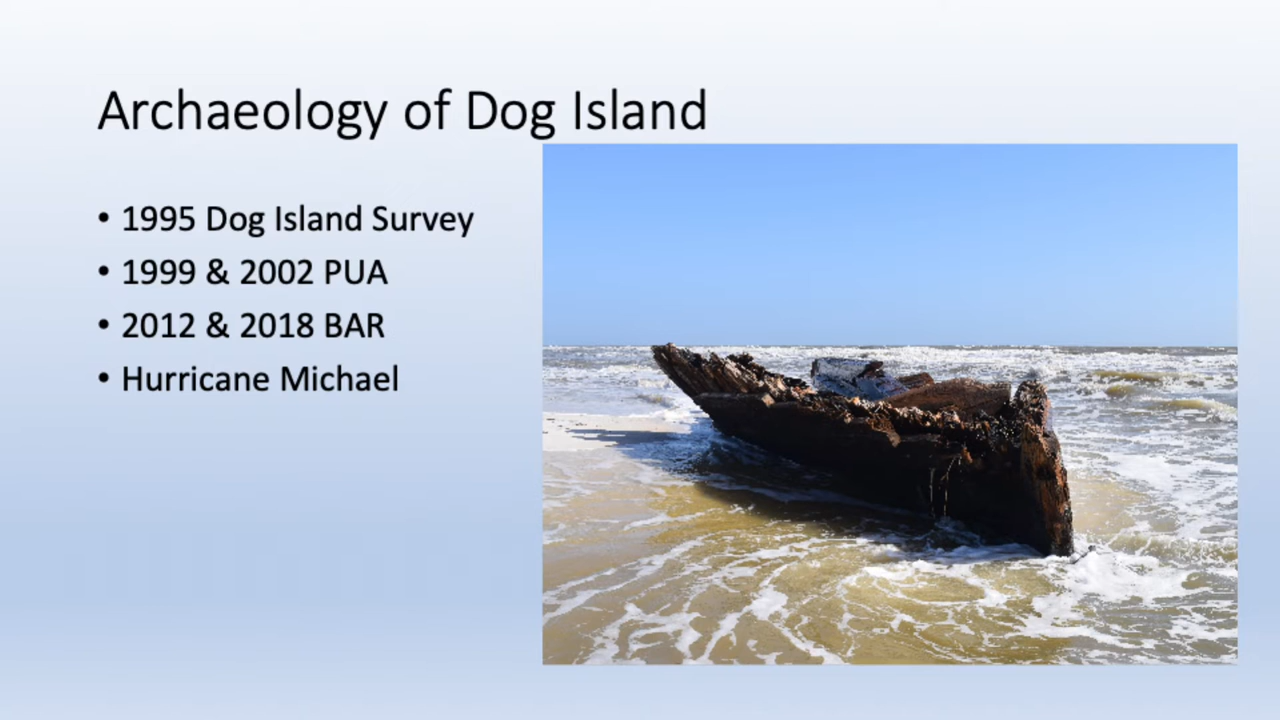 Archaeology of Dog Island
• 1995 Dog Island Survey
• 1999 & 2002 PUA
• 2012 & 2018 BAR
• Hurricane Michael